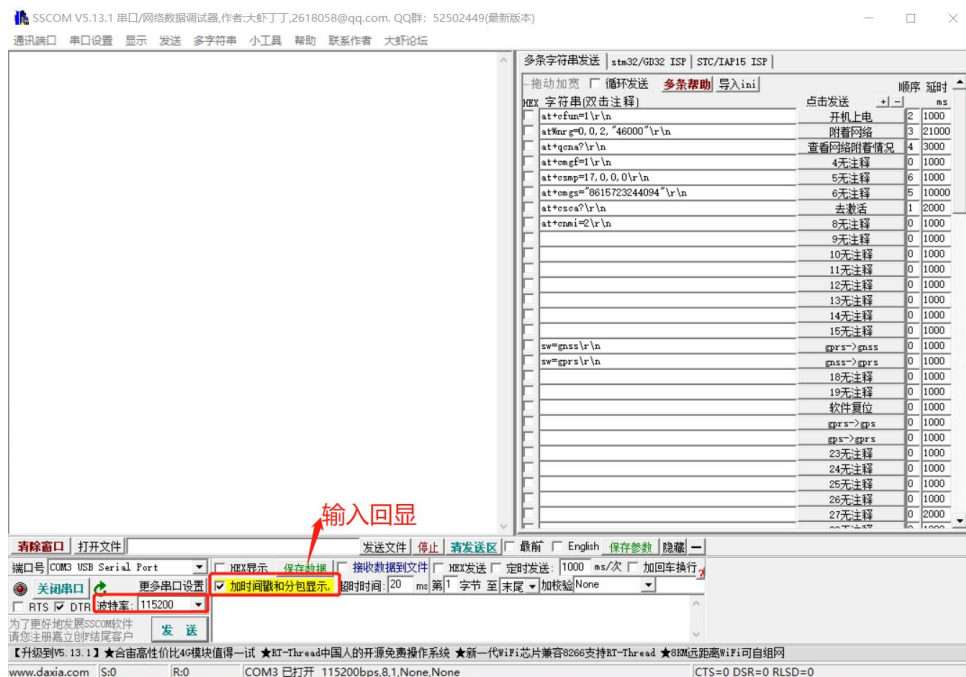 SSCOM V5.13.1 串口/网络数据调试器,作者:大虾丁丁,2618058@qq.com. QQ群: 52502449(最新版本)
通讯端口 串口设置 显示 发送 多字符串 小工具 帮助 联系作者 大虾论坛
多条字符串发送 stm32/GD32 ISP STC/IAP15 ISP
拖动加宽 循环发送 多条帮助 导入ini 顺序 延时
HEX 字符串(双击注释) 点击发送 + - ms
at+cfun=1\r\n 开机上电 2 1000
at%nrg=0,0,2,"46000"\r\n 附着网络 3 21000
at+qcna?\r\n 查看网络附着情况 4 3000
at+cmgf=1\r\n 4无注释 0 1000
at+csmp=17,0,0,0\r\n 5无注释 6 1000
at+cmgs="8615723244094"\r\n 6无注释 5 10000
at+csca?\r\n 去激活 1 2000
at+cnmi=2\r\n 8无注释 0 1000
9无注释 0 1000
10无注释 0 1000
11无注释 0 1000
12无注释 0 1000
13无注释 0 1000
14无注释 0 1000
15无注释 0 1000
sw=gnss\r\n gprs->gnss 0 1000
sw=gprs\r\n gnss->gprs 0 1000
18无注释 0 1000
19无注释 0 1000
软件复位 0 1000
gprs->gps 0 1000
gps->gprs 0 1000
23无注释 0 1000
24无注释 0 1000
25无注释 0 1000
26无注释 0 1000
27无注释 0 2000
输入回显
清除窗口 打开文件 发送文件 停止 清发送区 最前 English 保存参数 隐藏
端口号 COM3 USB Serial Port HEX显示 保存数据 接收数据到文件 HEX发送 定时发送: 1000 ms/次 加回车换行
关闭串口 更多串口设置 加时间戳和分包显示, 超时时间: 20 ms 第 1 字节 至 末尾 加校验 None
RTS DTR 波特率: 115200
为了更好地发展SSCOM软件
请您注册嘉立创F结尾客户
发 送
【升级到V5.13.1】★合宙高性价比4G模块值得一试 ★RT-Thread中国人的开源免费操作系统 ★新一代WiFi芯片兼容8266支持RT-Thread ★8KM远距离WiFi可自组网
www.daxia.com S:0 R:0 COM3 已打开 115200bps,8,1,None,None CTS=0 DSR=0 RLSD=0